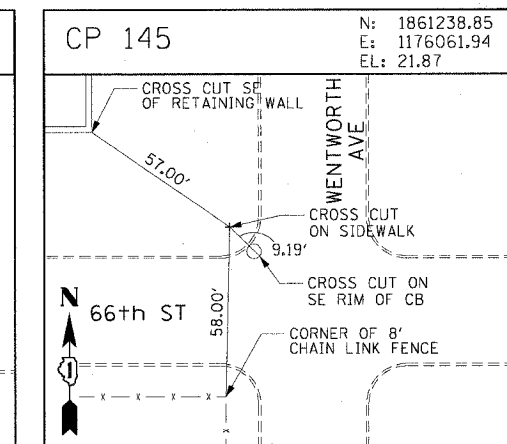 CP 145
N: 1861238.85
E: 1176061.94
EL: 21.87
CROSS CUT SE
OF RETAINING WALL
WENTWORTH
AVE
57.00'
CROSS CUT
ON SIDEWALK
9.19'
CROSS CUT ON
SE RIM OF CB
N
66th ST
58.00'
1
CORNER OF 8'
CHAIN LINK FENCE
x x x x
x